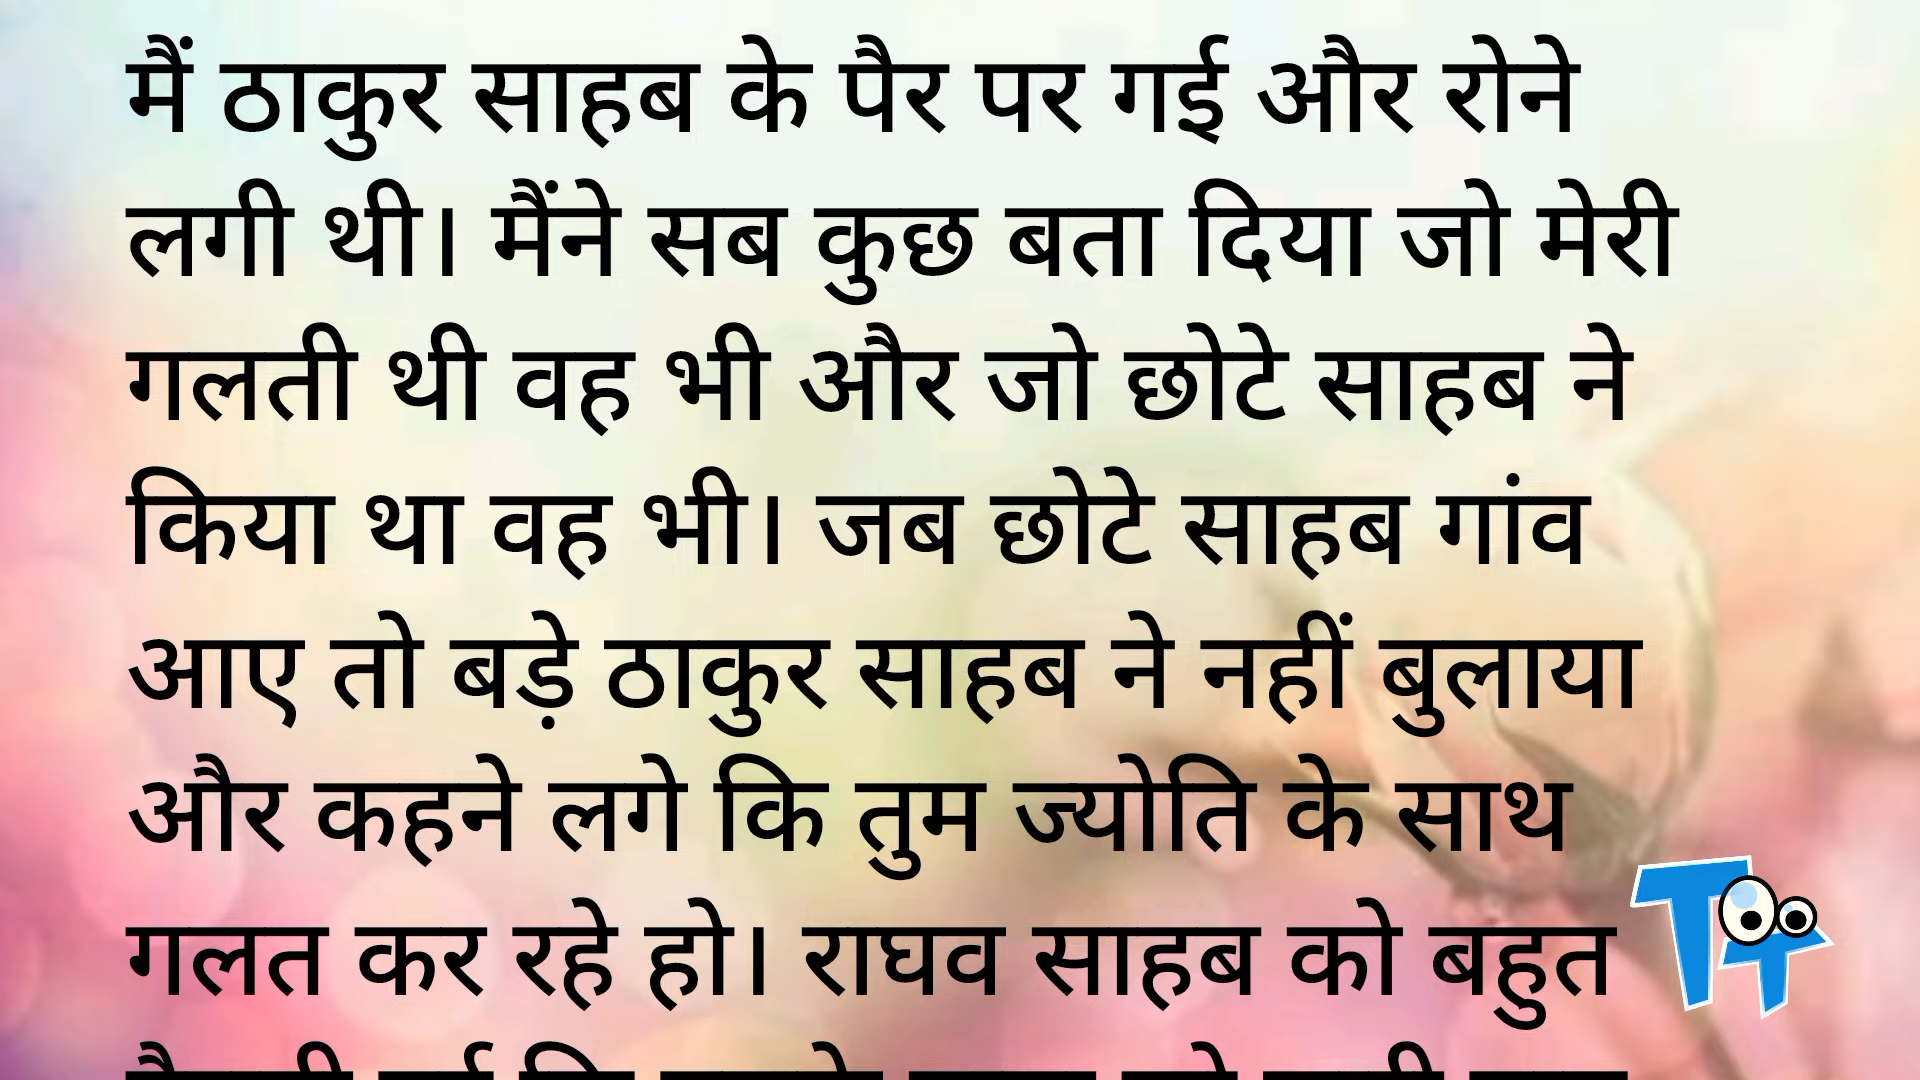 मैं ठाकुर साहब के पैर पर गई और रोने
लगी थी। मैंने सब कुछ बता दिया जो मेरी
गलती थी वह भी और जो छोटे साहब ने
किया था वह भी। जब छोटे साहब गांव
आए तो बड़े ठाकुर साहब ने नहीं बुलाया
और कहने लगे कि तुम ज्योति के साथ
गलत कर रहे हो। राघव साहब को बहुत